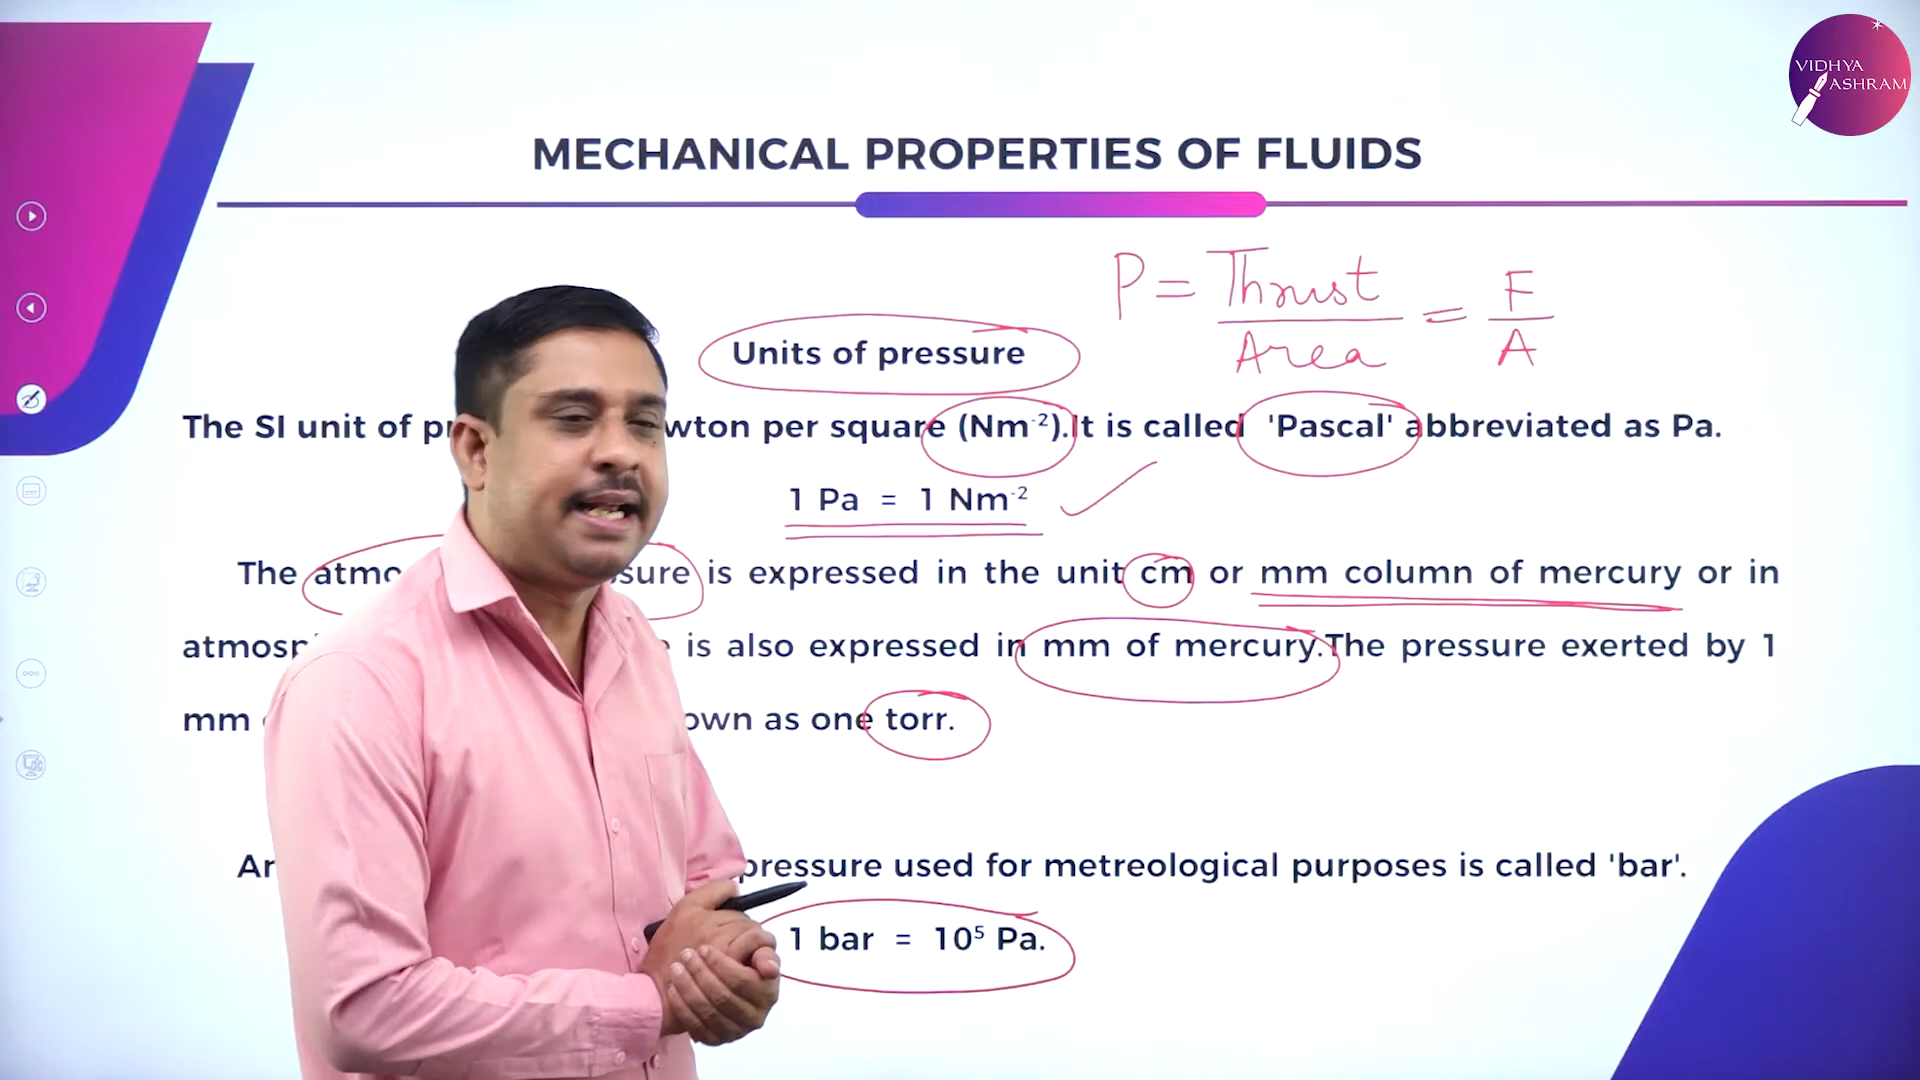 VIDHYA
ASHRAM
MECHANICAL PROPERTIES OF FLUIDS
P = Thrust / Area = F / A
Units of pressure
The SI unit of wton per square (Nm⁻²).It is called 'Pascal' abbreviated as Pa.
1 Pa = 1 Nm⁻²
The atmo sure is expressed in the unit cm or mm column of mercury or in
atmosp is also expressed in mm of mercury.The pressure exerted by 1
mm own as one torr.
pressure used for metreological purposes is called 'bar'.
1 bar = 10⁵ Pa.